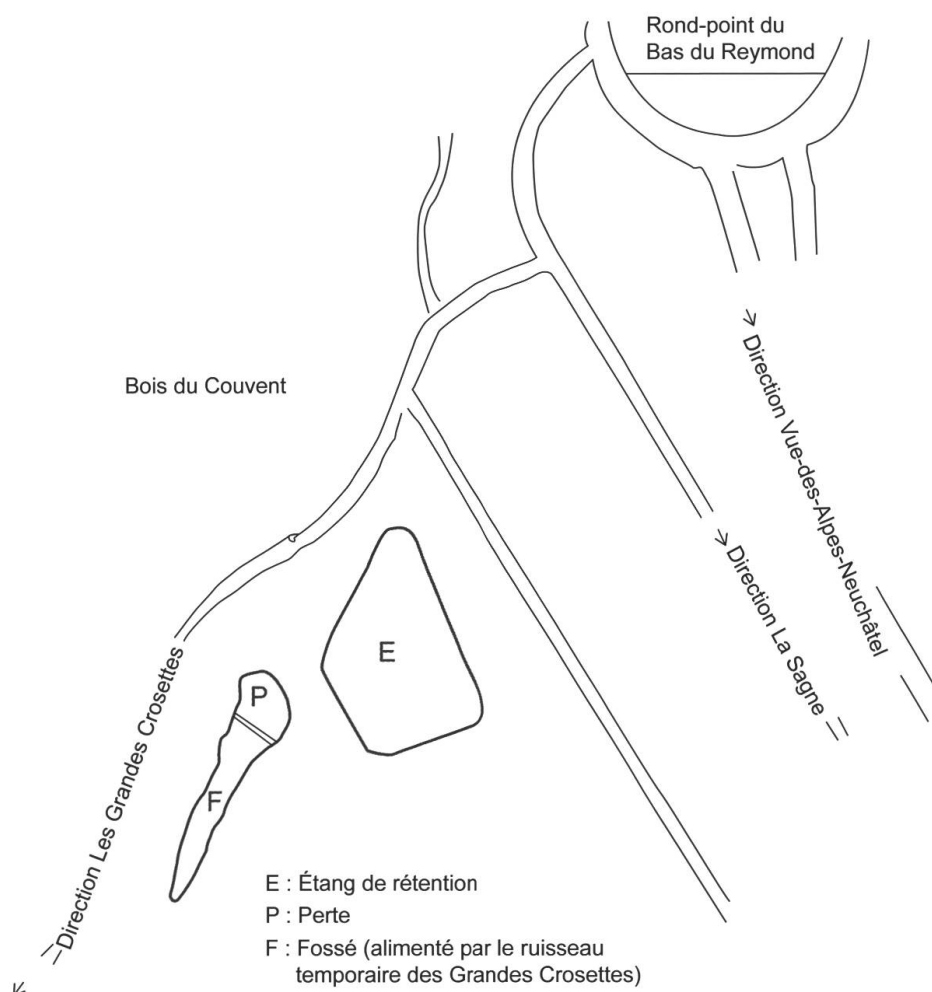 Rond-point du
Bas du Reymond
Bois du Couvent
→ Direction Vue-des-Alpes-Neuchâtel
→ Direction La Sagne
Direction Les Grandes Crosettes
E
P
F
E : Étang de rétention
P : Perte
F : Fossé (alimenté par le ruisseau
temporaire des Grandes Crosettes)